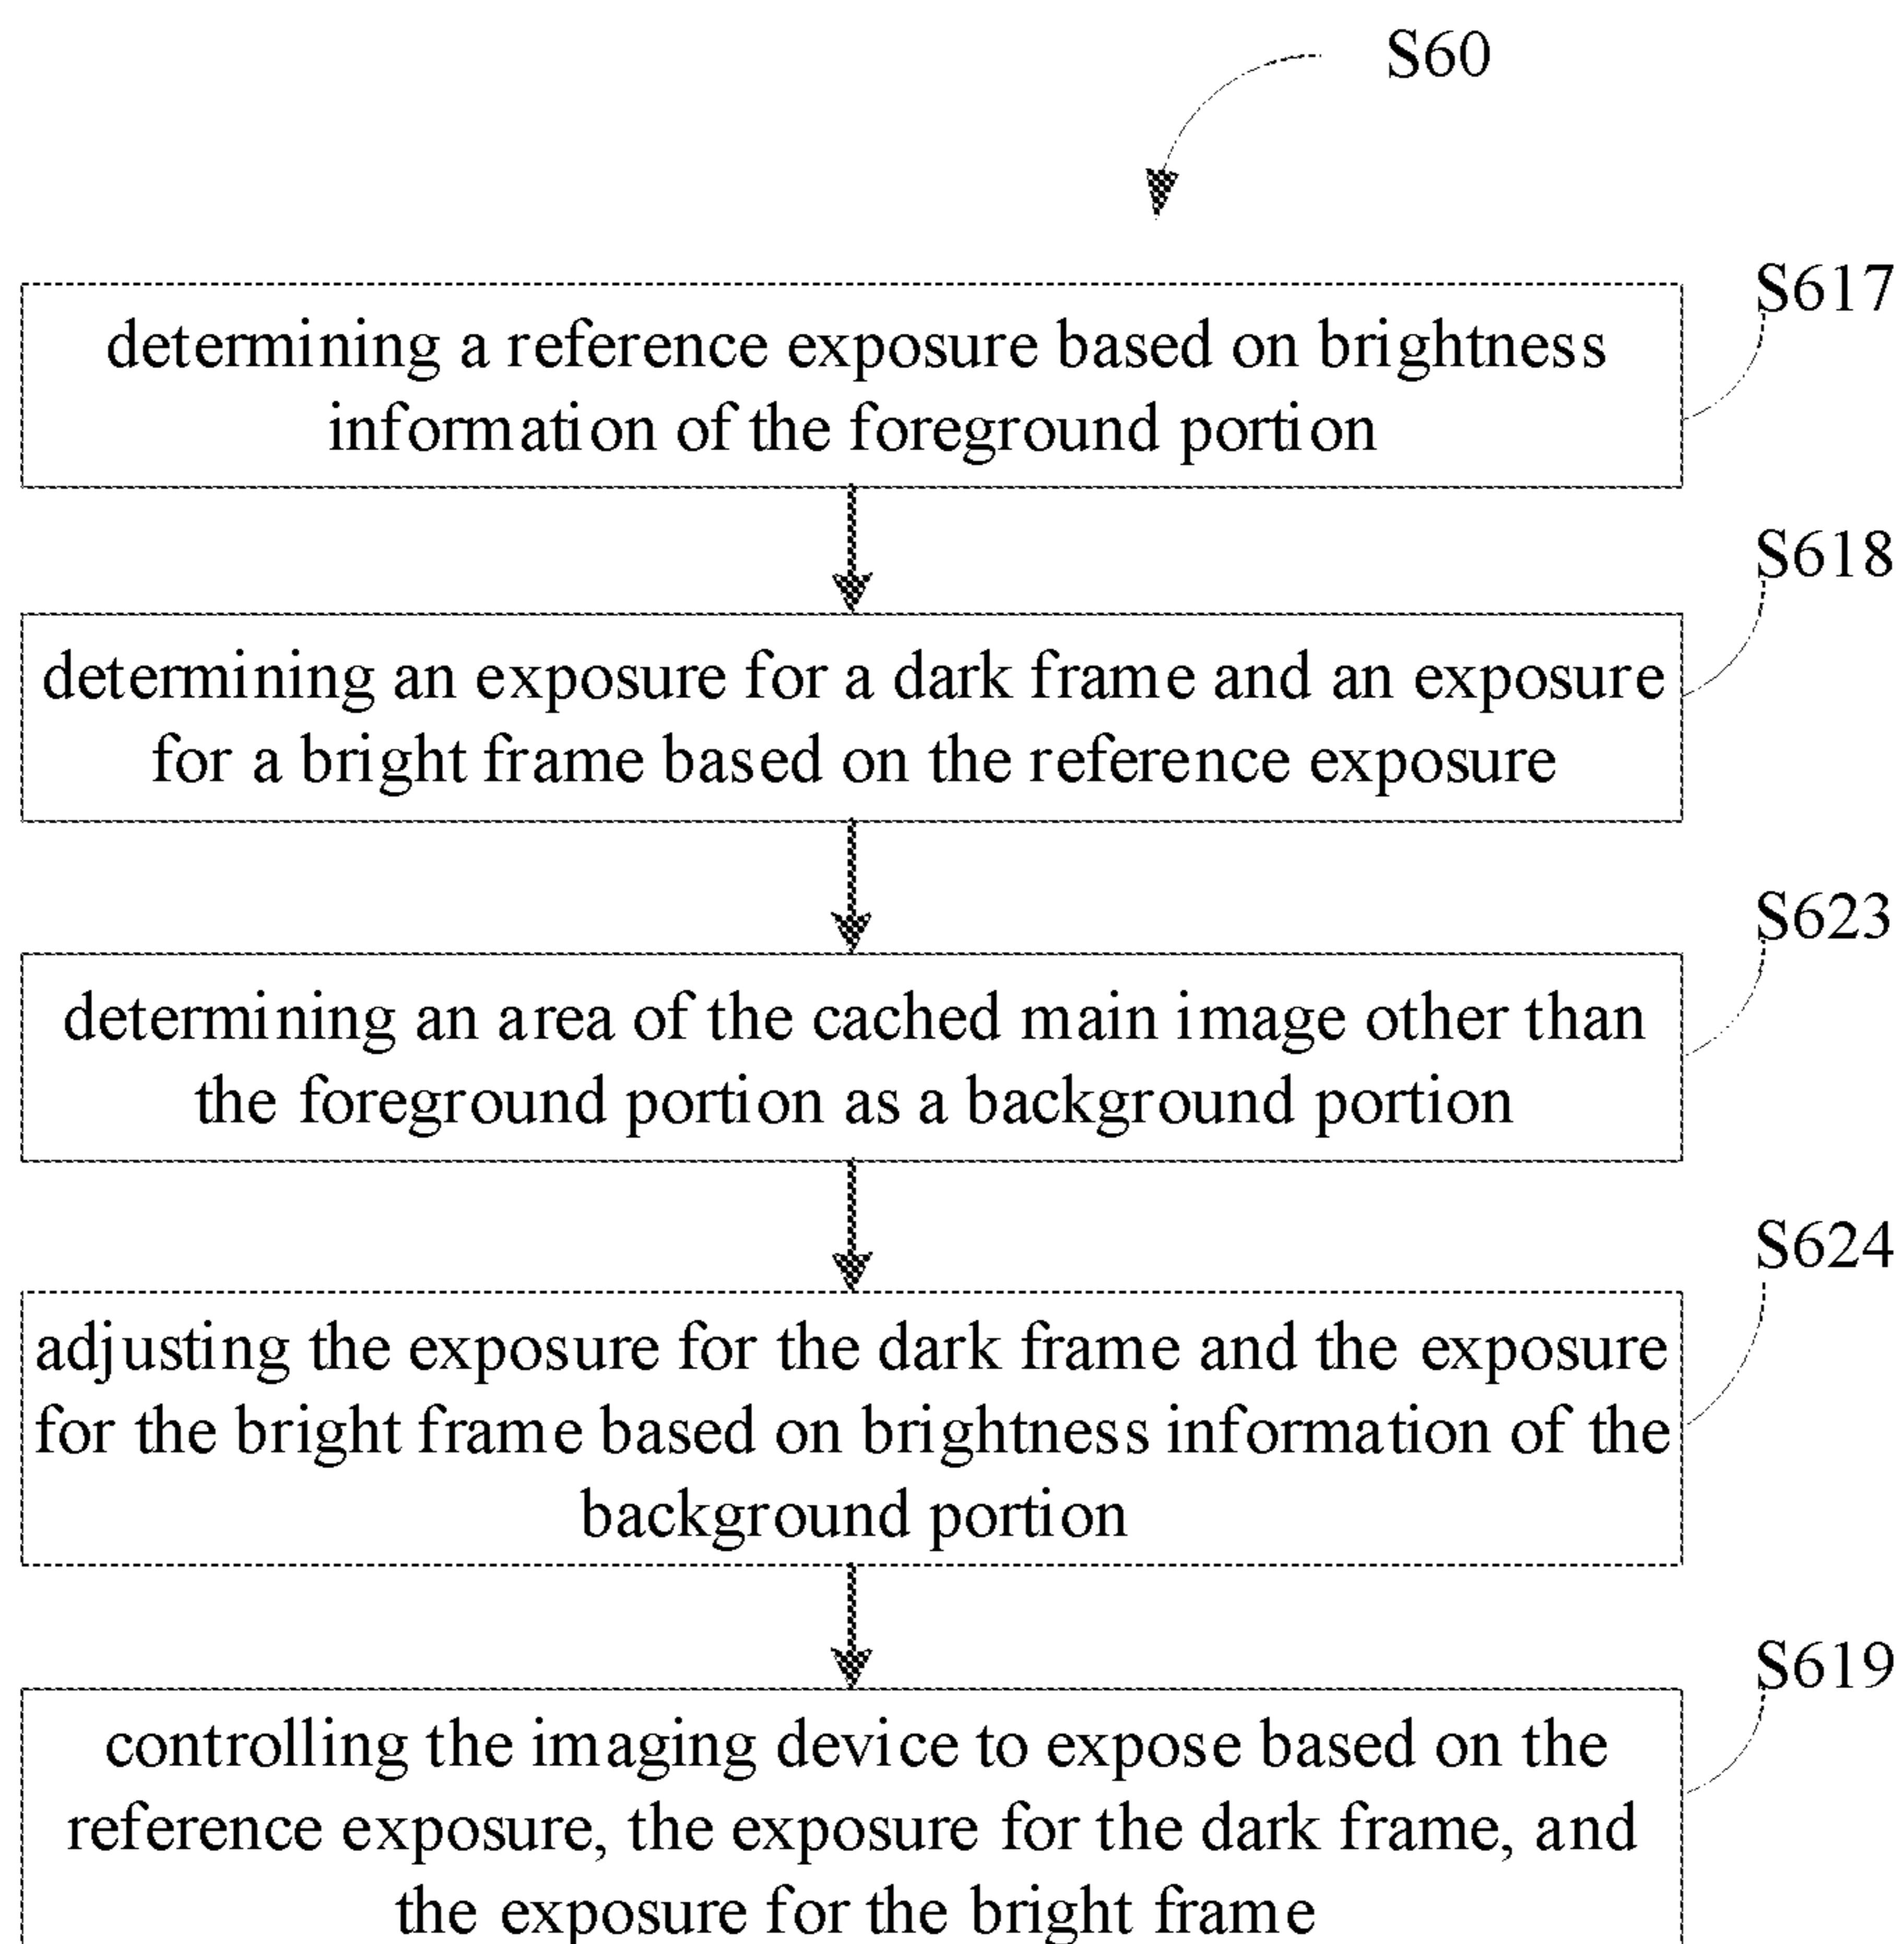 S60
S617
determining a reference exposure based on brightness
information of the foreground portion
S618
determining an exposure for a dark frame and an exposure
for a bright frame based on the reference exposure
S623
determining an area of the cached main image other than
the foreground portion as a background portion
S624
adjusting the exposure for the dark frame and the exposure
for the bright frame based on brightness information of the
background portion
S619
controlling the imaging device to expose based on the
reference exposure, the exposure for the dark frame, and
the exposure for the bright frame